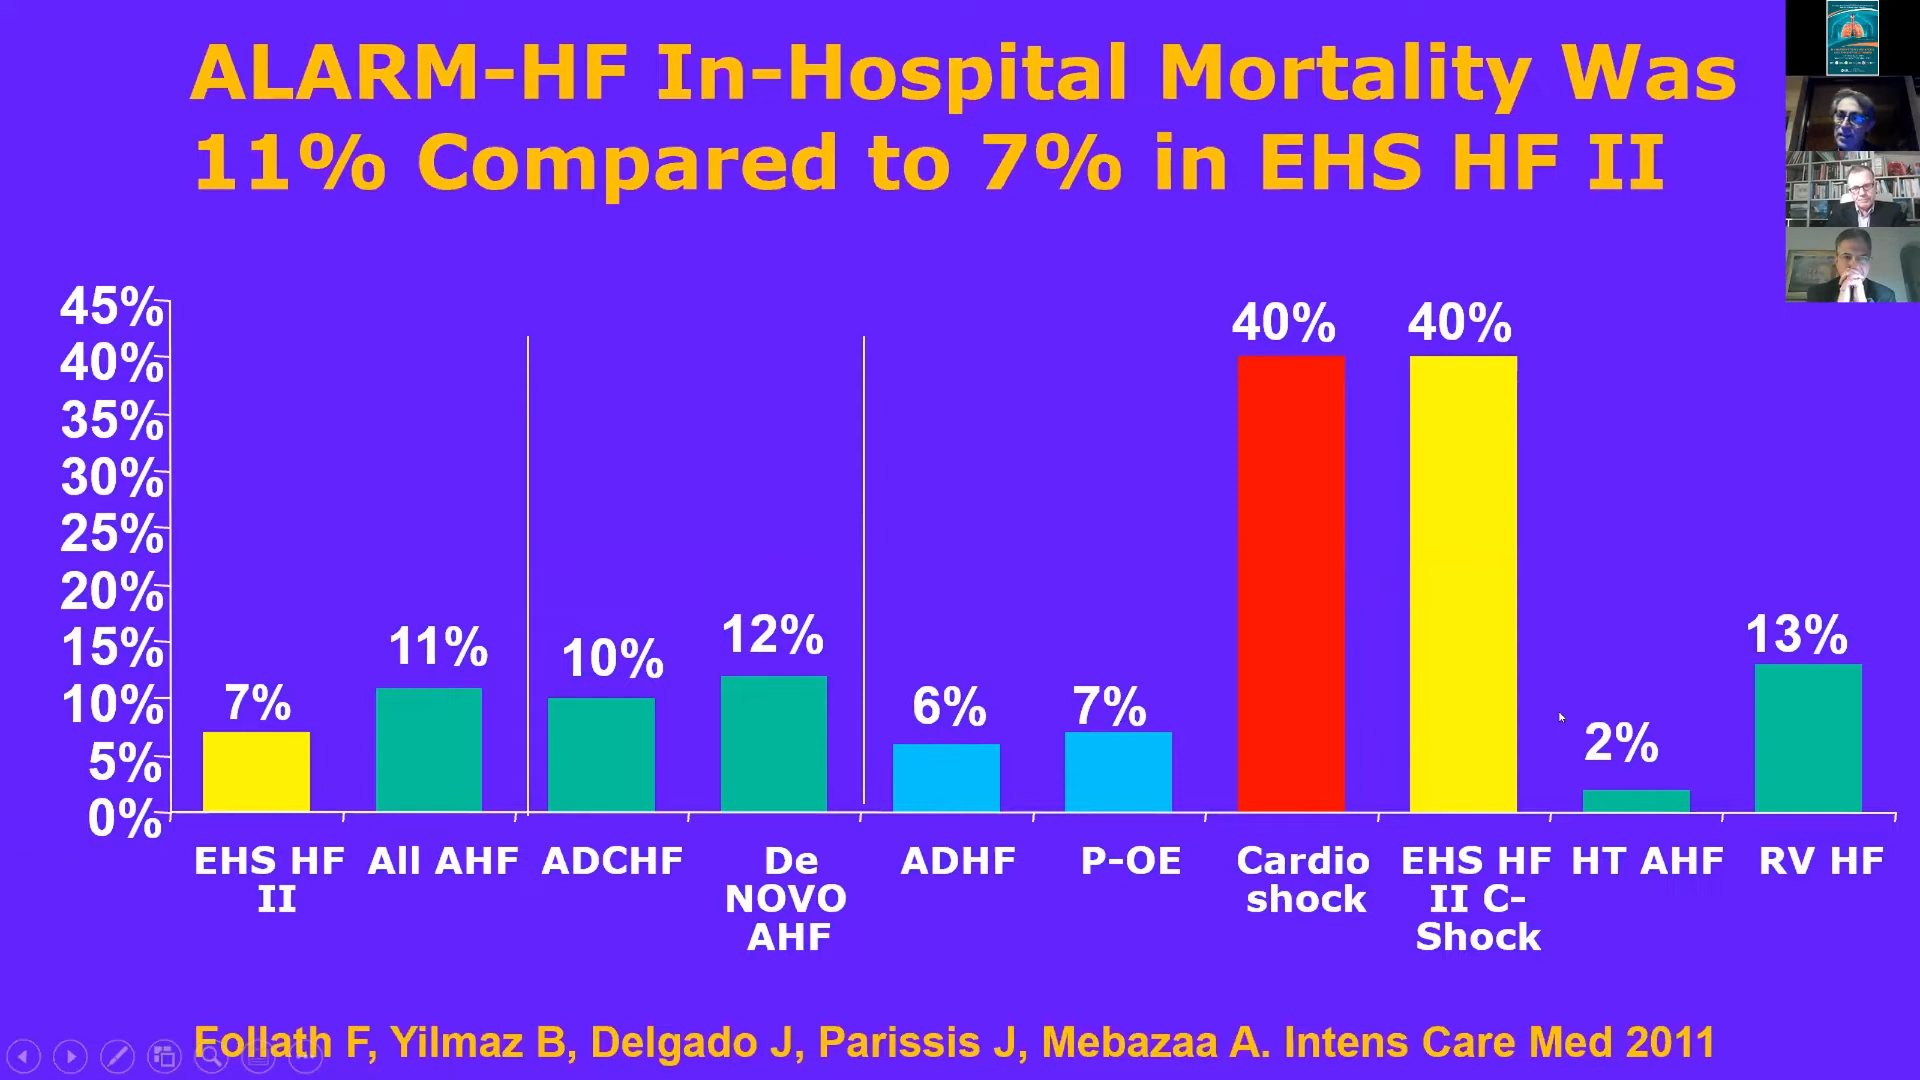 ALARM-HF In-Hospital Mortality Was
11% Compared to 7% in EHS HF II
45%
40%
35%
30%
25%
20%
15%
10%
5%
0%
7%
11%
10%
12%
6%
7%
40%
40%
2%
13%
EHS HF
II
All AHF
ADCHF
De
NOVO
AHF
ADHF
P-OE
Cardio
shock
EHS HF
II C-
Shock
HT AHF
RV HF
Follath F, Yilmaz B, Delgado J, Parissis J, Mebazaa A. Intens Care Med 2011